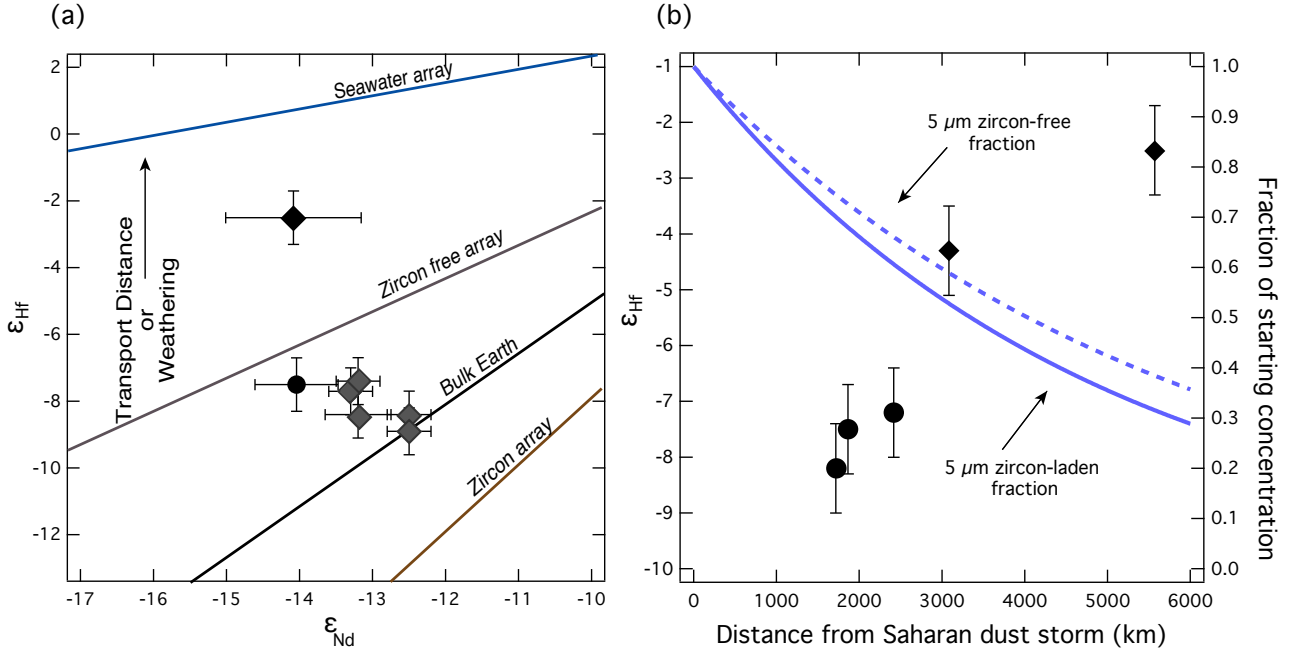 (a)
(b)
2
0
-2
-4
-6
-8
-10
-12
εHf
-17
-16
-15
-14
-13
-12
-11
-10
εNd
Seawater array
Zircon free array
Bulk Earth
Zircon array
Transport Distance
or
Weathering
-1
-2
-3
-4
-5
-6
-7
-8
-9
-10
εHf
5 µm zircon-free
fraction
5 µm zircon-laden
fraction
1.0
0.9
0.8
0.7
0.6
0.5
0.4
0.3
0.2
0.1
0.0
Fraction of starting concentration
0
1000
2000
3000
4000
5000
6000
Distance from Saharan dust storm (km)